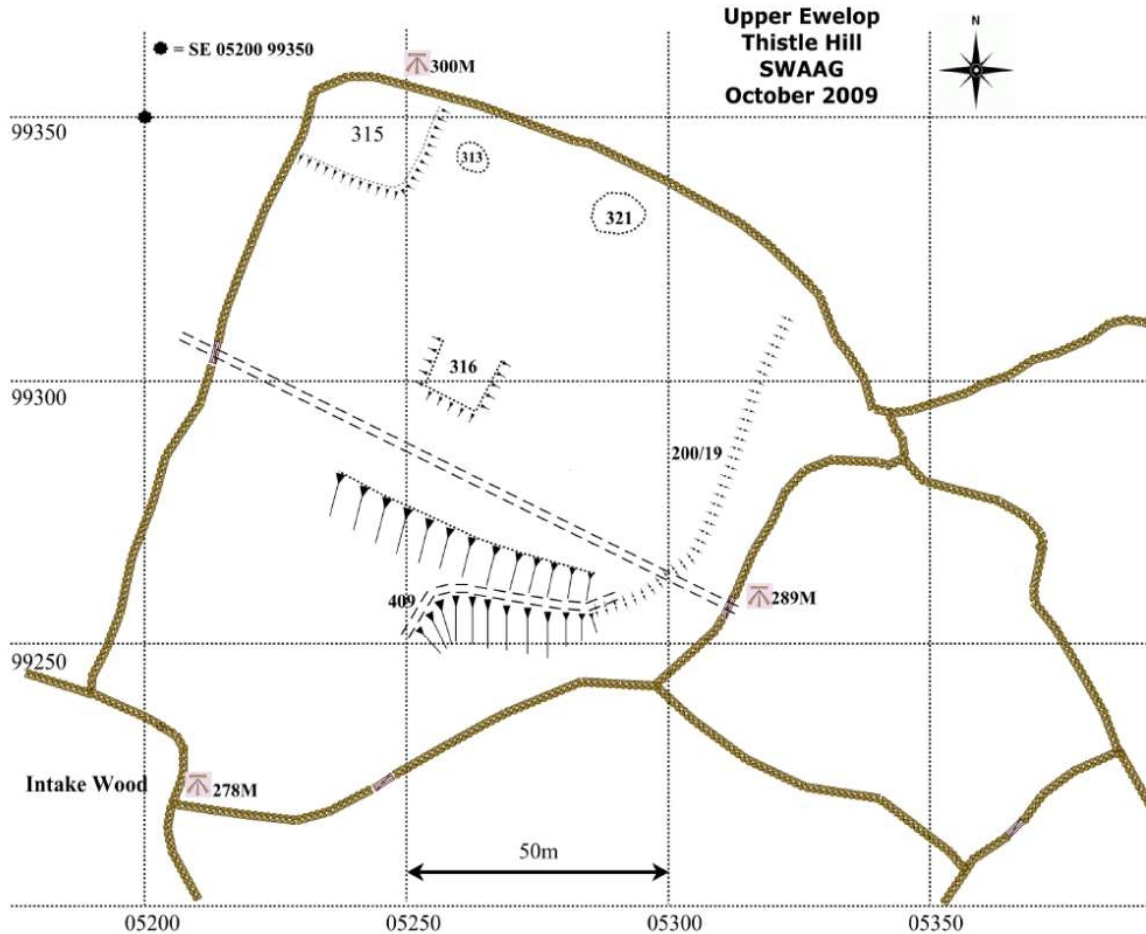 Upper Ewelop
Thistle Hill
SWAAG
October 2009
N
= SE 05200 99350
300M
99350
315
313
321
316
99300
200/19
409
289M
99250
Intake Wood
278M
50m
05200
05250
05300
05350